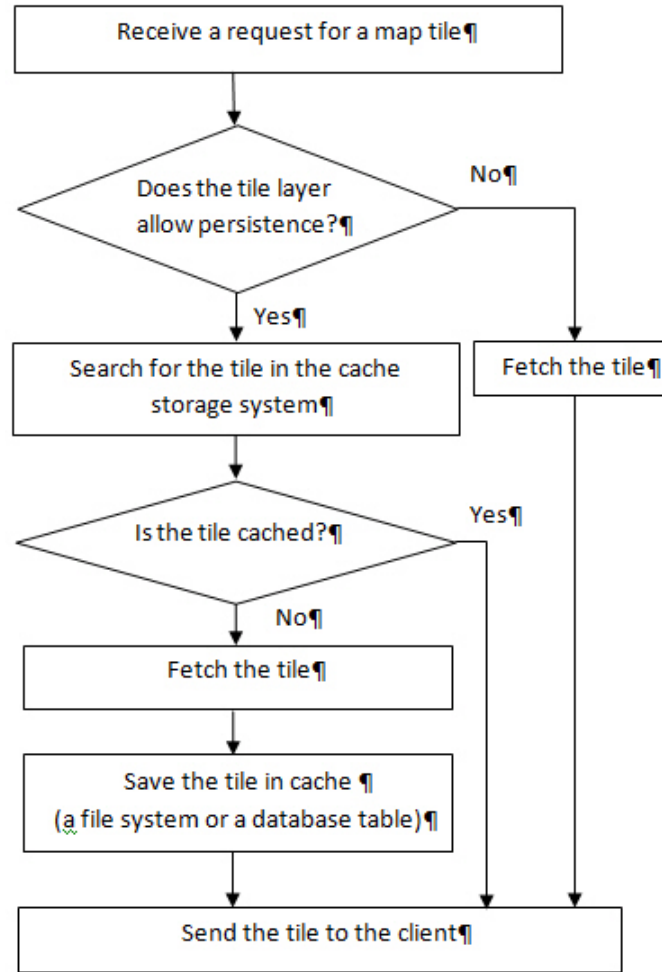 Receive a request for a map tile¶
Does the tile layer
allow persistence?¶
No¶
Yes¶
Search for the tile in the cache
storage system¶
Fetch the tile¶
Is the tile cached?¶
Yes¶
No¶
Fetch the tile¶
Save the tile in cache ¶
(a file system or a database table)¶
Send the tile to the client¶